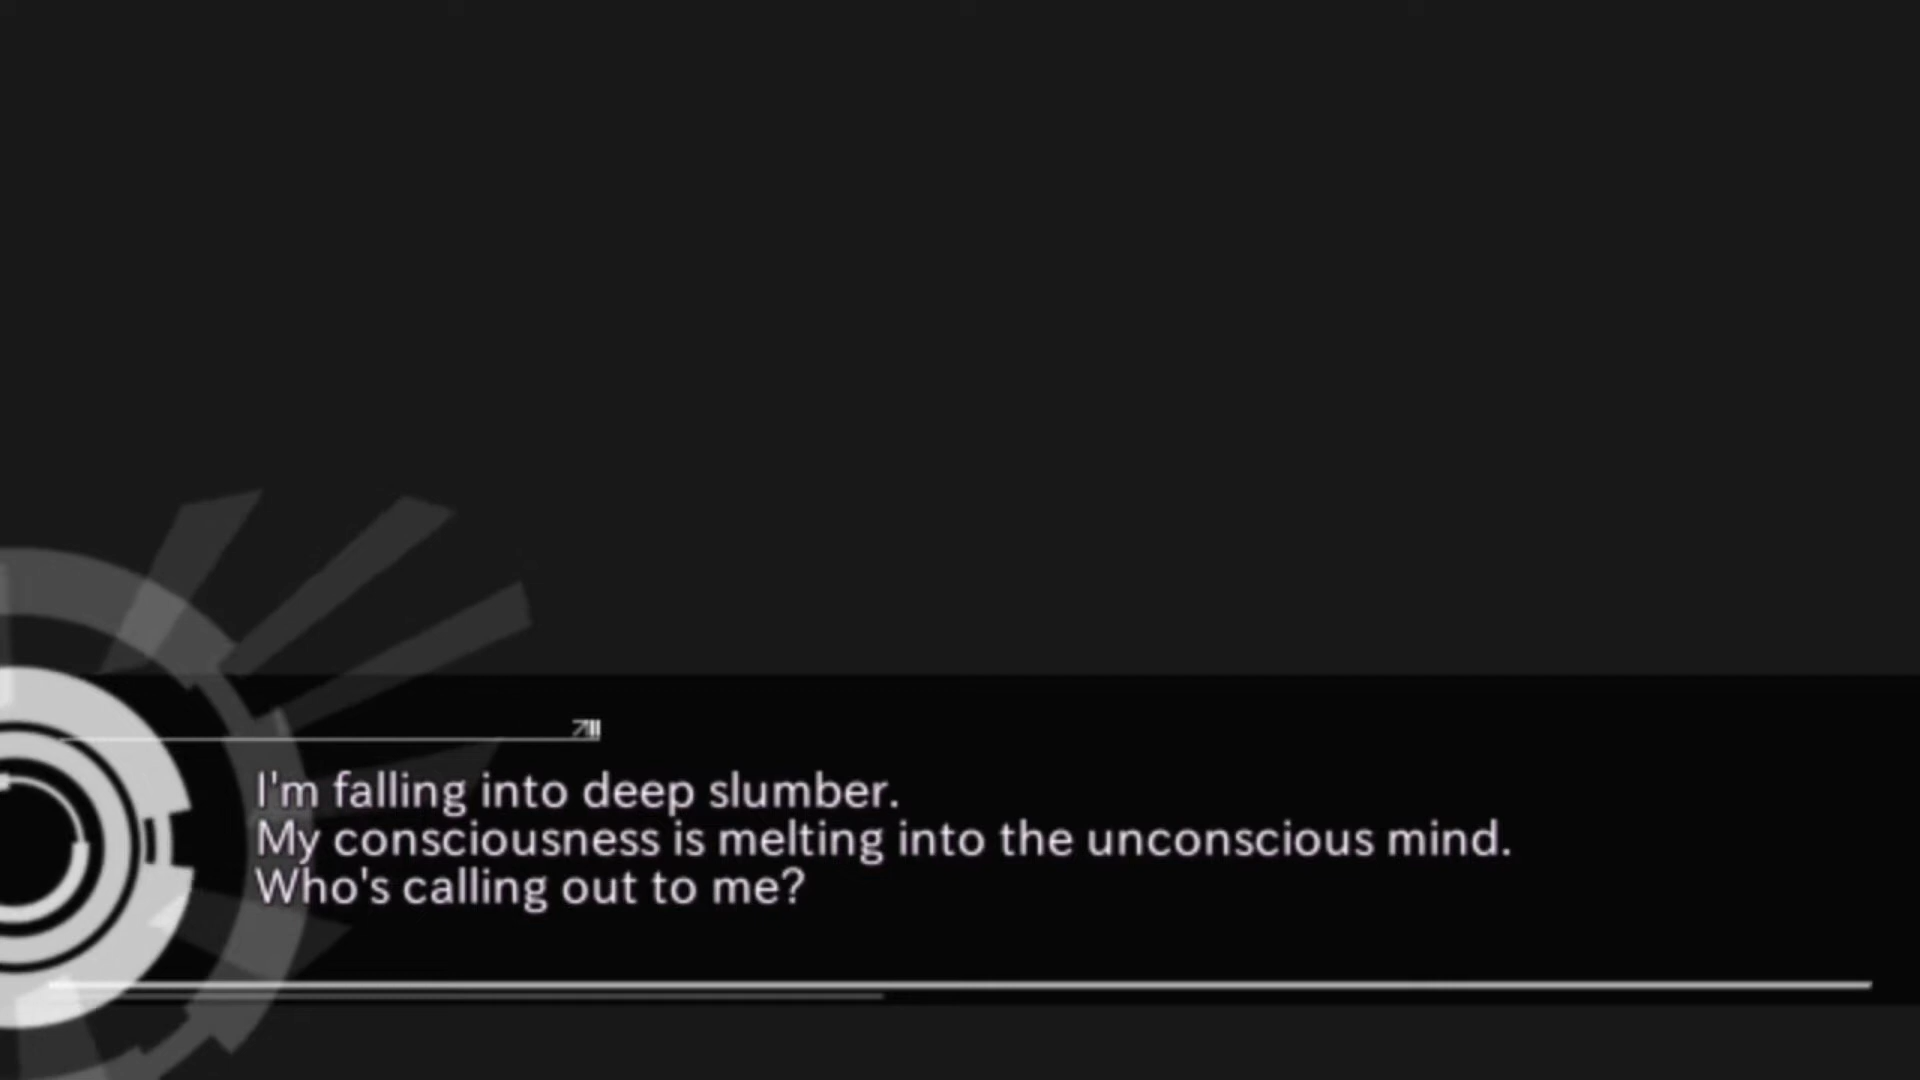 I'm falling into deep slumber.
My consciousness is melting into the unconscious mind.
Who's calling out to me?